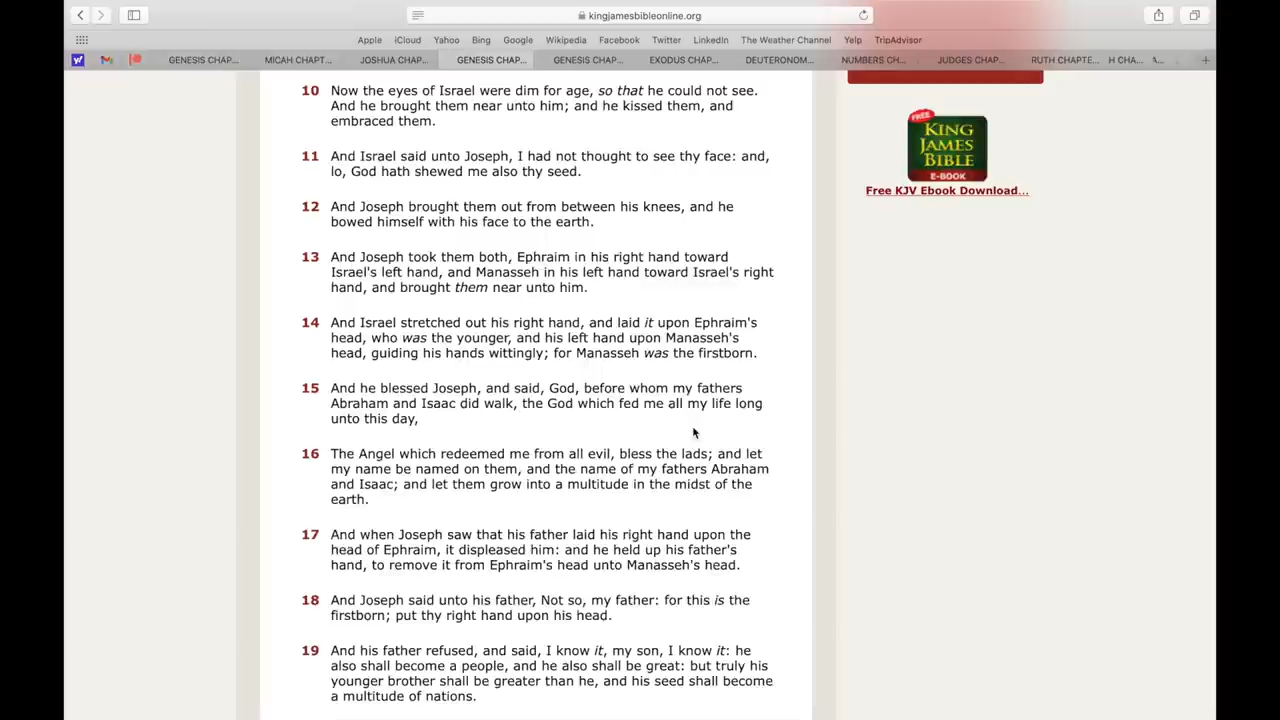 kingjamesbibleonline.org
Apple iCloud Yahoo Bing Google Wikipedia Facebook Twitter LinkedIn The Weather Channel Yelp TripAdvisor
GENESIS CHAP... MICAH CHAPT... JOSHUA CHAP... GENESIS CHAP... GENESIS CHAP... EXODUS CHAP... DEUTERONOM... NUMBERS CH... JUDGES CHAP... RUTH CHAPTE... H CHA...
10 Now the eyes of Israel were dim for age, so that he could not see.
And he brought them near unto him; and he kissed them, and
embraced them.
11 And Israel said unto Joseph, I had not thought to see thy face: and,
lo, God hath shewed me also thy seed.
12 And Joseph brought them out from between his knees, and he
bowed himself with his face to the earth.
13 And Joseph took them both, Ephraim in his right hand toward
Israel's left hand, and Manasseh in his left hand toward Israel's right
hand, and brought them near unto him.
14 And Israel stretched out his right hand, and laid it upon Ephraim's
head, who was the younger, and his left hand upon Manasseh's
head, guiding his hands wittingly; for Manasseh was the firstborn.
15 And he blessed Joseph, and said, God, before whom my fathers
Abraham and Isaac did walk, the God which fed me all my life long
unto this day,
16 The Angel which redeemed me from all evil, bless the lads; and let
my name be named on them, and the name of my fathers Abraham
and Isaac; and let them grow into a multitude in the midst of the
earth.
17 And when Joseph saw that his father laid his right hand upon the
head of Ephraim, it displeased him: and he held up his father's
hand, to remove it from Ephraim's head unto Manasseh's head.
18 And Joseph said unto his father, Not so, my father: for this is the
firstborn; put thy right hand upon his head.
19 And his father refused, and said, I know it, my son, I know it: he
also shall become a people, and he also shall be great: but truly his
younger brother shall be greater than he, and his seed shall become
a multitude of nations.
FREE
KING
JAMES
BIBLE
E-BOOK
Free KJV Ebook Download...